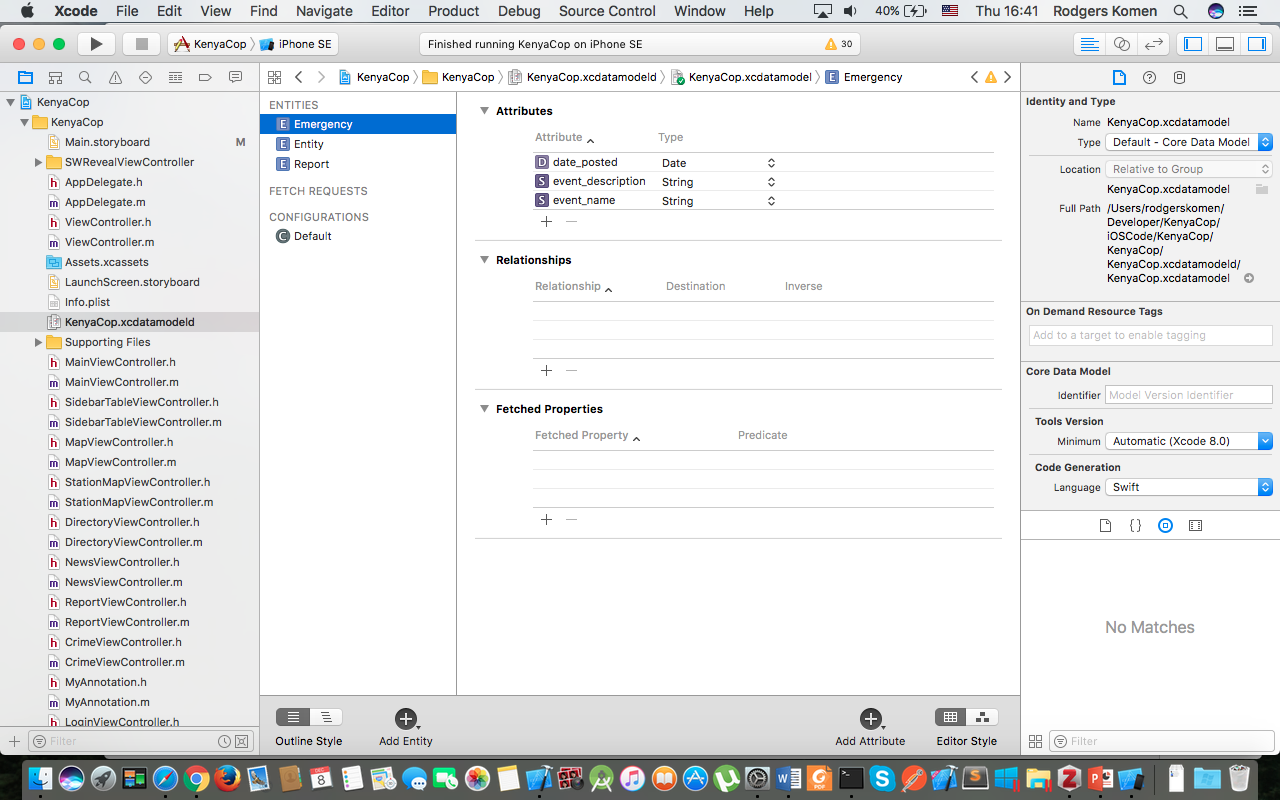 Xcode File Edit View Find Navigate Editor Product Debug Source Control Window Help 40% Thu 16:41 Rodgers Komen
KenyaCop iPhone SE Finished running KenyaCop on iPhone SE 30
KenyaCop KenyaCop KenyaCop.xcdatamodeld KenyaCop.xcdatamodel E Emergency
KenyaCop
KenyaCop
Main.storyboard M
SWRevealViewController
h AppDelegate.h
m AppDelegate.m
h ViewController.h
m ViewController.m
Assets.xcassets
LaunchScreen.storyboard
Info.plist
KenyaCop.xcdatamodeld
Supporting Files
h MainViewController.h
m MainViewController.m
h SidebarTableViewController.h
m SidebarTableViewController.m
h MapViewController.h
m MapViewController.m
h StationMapViewController.h
m StationMapViewController.m
h DirectoryViewController.h
m DirectoryViewController.m
h NewsViewController.h
m NewsViewController.m
h ReportViewController.h
m ReportViewController.m
h CrimeViewController.h
m CrimeViewController.m
h MyAnnotation.h
m MyAnnotation.m
h LoginViewController.h
Filter
ENTITIES
E Emergency
E Entity
E Report
FETCH REQUESTS
CONFIGURATIONS
C Default
Attributes
Attribute Type
D date_posted Date
S event_description String
S event_name String
Relationships
Relationship Destination Inverse
Fetched Properties
Fetched Property Predicate
Outline Style Add Entity Add Attribute Editor Style
Identity and Type
Name KenyaCop.xcdatamodel
Type Default - Core Data Model
Location Relative to Group
KenyaCop.xcdatamodel
Full Path /Users/rodgerskomen/
Developer/KenyaCop/
iOSCode/KenyaCop/
KenyaCop/
KenyaCop.xcdatamodeld/
KenyaCop.xcdatamodel
On Demand Resource Tags
Add to a target to enable tagging
Core Data Model
Identifier Model Version Identifier
Tools Version
Minimum Automatic (Xcode 8.0)
Code Generation
Language Swift
{}
No Matches
Filter
8